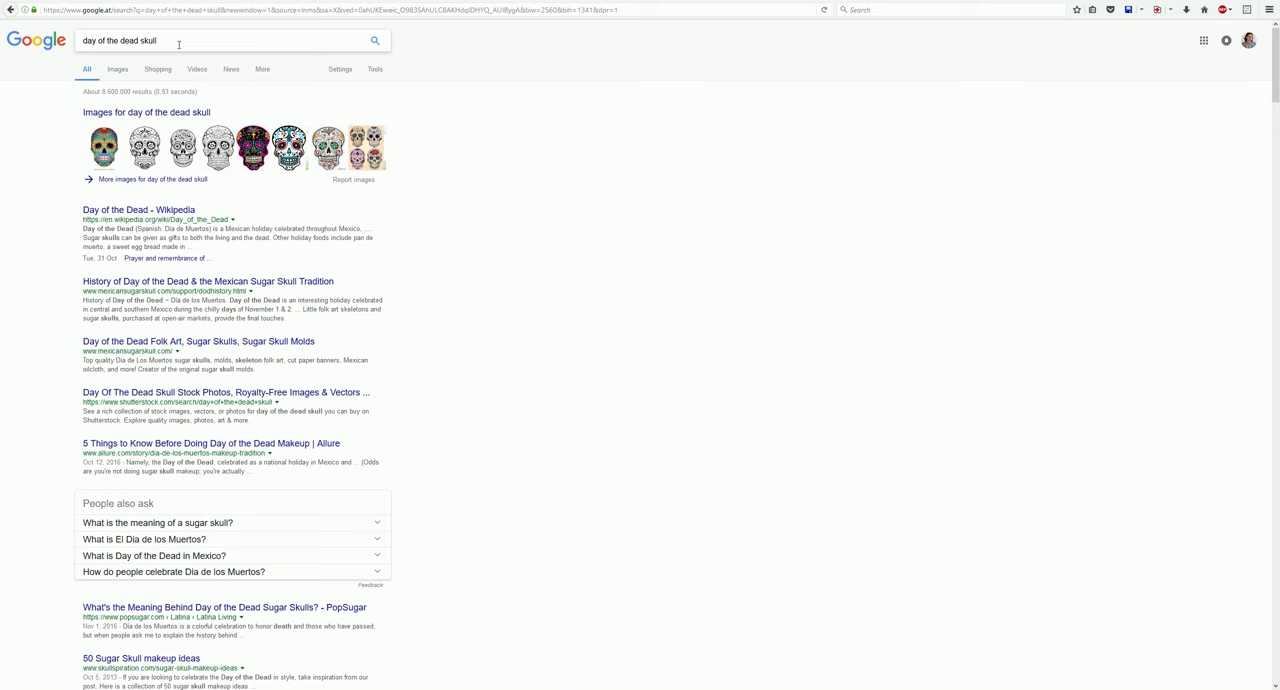 Search
Google
day of the dead skull
All Images Shopping Videos News More Settings Tools
About 8.600.000 results (0,93 seconds)
Images for day of the dead skull
More images for day of the dead skull Report images
Day of the Dead - Wikipedia
https://en.wikipedia.org/wiki/Day_of_the_Dead
Day of the Dead (Spanish: Día de Muertos) is a Mexican holiday celebrated throughout Mexico, ...
Sugar skulls can be given as gifts to both the living and the dead. Other holiday foods include pan de
muerto, a sweet egg bread made in ...
Tue, 31 Oct Prayer and remembrance of ...
History of Day of the Dead & the Mexican Sugar Skull Tradition
www.mexicansugarskull.com/support/dodhistory.html
History of Day of the Dead ~ Día de los Muertos. Day of the Dead is an interesting holiday celebrated
in central and southern Mexico during the chilly days of November 1 & 2. ... Little folk art skeletons and
sugar skulls, purchased at open-air markets, provide the final touches.
Day of the Dead Folk Art, Sugar Skulls, Sugar Skull Molds
www.mexicansugarskull.com/
Top quality Dia de Los Muertos sugar skulls, molds, skeleton folk art, cut paper banners, Mexican
oilcloth, and more! Creator of the original sugar skull molds.
Day Of The Dead Skull Stock Photos, Royalty-Free Images & Vectors ...
https://www.shutterstock.com/search/day+of+the+dead+skull
See a rich collection of stock images, vectors, or photos for day of the dead skull you can buy on
Shutterstock. Explore quality images, photos, art & more.
5 Things to Know Before Doing Day of the Dead Makeup | Allure
www.allure.com/story/dia-de-los-muertos-makeup-tradition
Oct 12, 2016 - Namely, the Day of the Dead, celebrated as a national holiday in Mexico and ... (Odds
are you're not doing sugar skull makeup; you're actually ...
People also ask
What is the meaning of a sugar skull?
What is El Dia de los Muertos?
What is Day of the Dead in Mexico?
How do people celebrate Dia de los Muertos?
Feedback
What's the Meaning Behind Day of the Dead Sugar Skulls? - PopSugar
https://www.popsugar.com › Latina › Latina Living
Nov 1, 2016 - Día de los Muertos is a colorful celebration to honor death and those who have passed,
but when people ask me to explain the history behind ...
50 Sugar Skull makeup ideas
www.skullspiration.com/sugar-skull-makeup-ideas
Oct 5, 2013 - If you are looking to celebrate the Day of the Dead in style, take inspiration from our
post. Here is a collection of 50 sugar skull makeup ideas ...